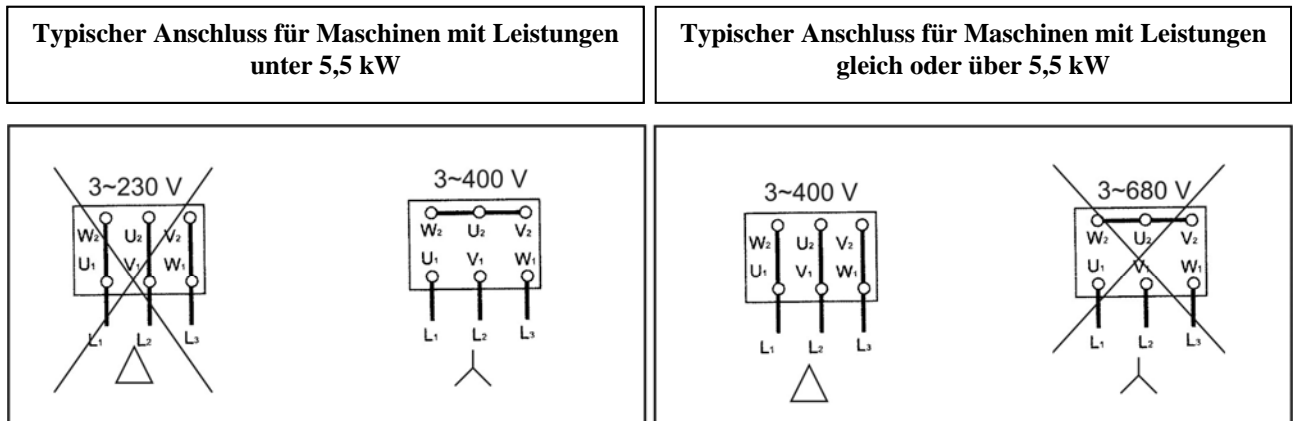 Typischer Anschluss für Maschinen mit Leistungen
unter 5,5 kW
Typischer Anschluss für Maschinen mit Leistungen
gleich oder über 5,5 kW
3~230 V
W₂ U₂ V₂
U₁ V₁ W₁
L₁ L₂ L₃
3~400 V
W₂ U₂ V₂
U₁ V₁ W₁
L₁ L₂ L₃
3~400 V
W₂ U₂ V₂
U₁ V₁ W₁
L₁ L₂ L₃
3~680 V
W₂ U₂ V₂
U₁ V₁ W₁
L₁ L₂ L₃